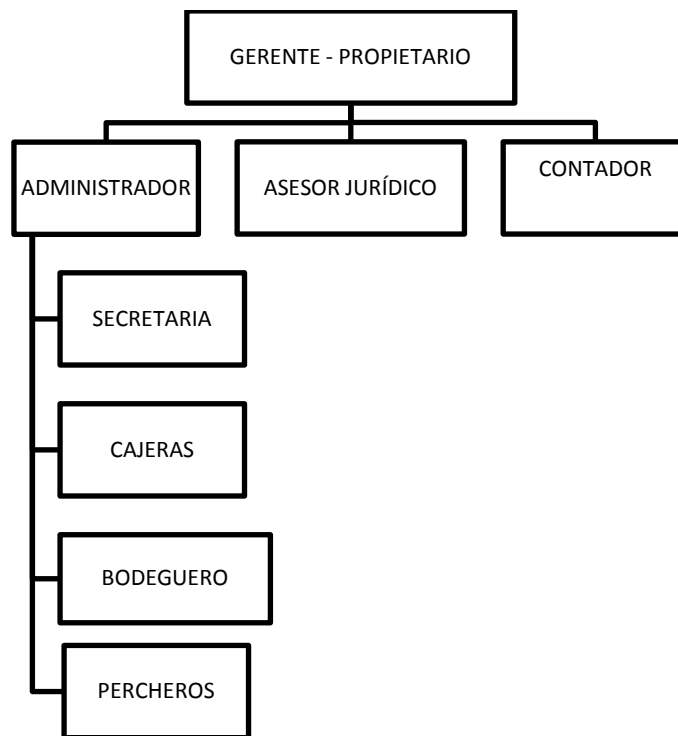 GERENTE - PROPIETARIO
ADMINISTRADOR
ASESOR JURÍDICO
CONTADOR
SECRETARIA
CAJERAS
BODEGUERO
PERCHEROS